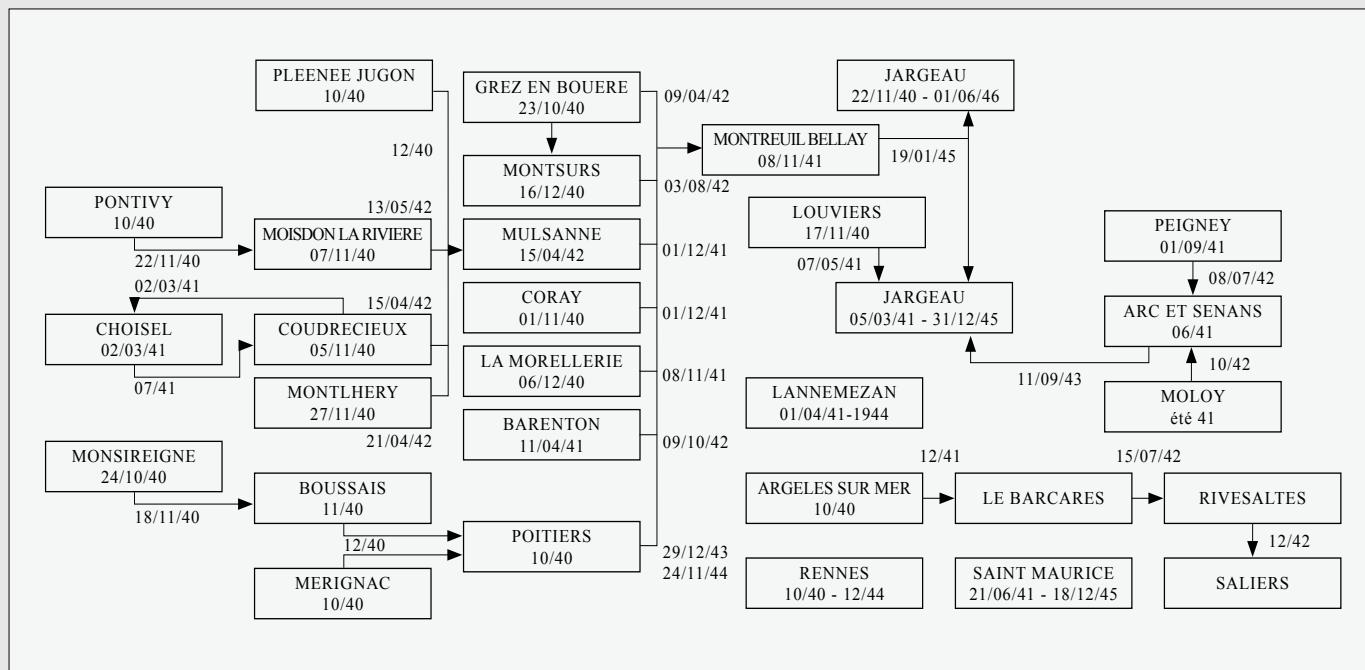 PLEENEE JUGON
10/40
12/40
PONTIVY
10/40
22/11/40
13/05/42
MOISDON LA RIVIERE
07/11/40
02/03/41
CHOISEL
02/03/41
07/41
15/04/42
COUDRECIEUX
05/11/40
MONTLHERY
27/11/40
21/04/42
MONSIREIGNE
24/10/40
18/11/40
BOUSSAIS
11/40
12/40
MERIGNAC
10/40
GREZ EN BOUERE
23/10/40
09/04/42
MONTSURS
16/12/40
03/08/42
MULSANNE
15/04/42
01/12/41
CORAY
01/11/40
01/12/41
LA MORELLERIE
06/12/40
08/11/41
BARENTON
11/04/41
09/10/42
POITIERS
10/40
29/12/43
24/11/44
MONTREUIL BELLAY
08/11/41
19/01/45
JARGEAU
22/11/40 - 01/06/46
LOUVIERS
17/11/40
07/05/41
JARGEAU
05/03/41 - 31/12/45
PEIGNEY
01/09/41
08/07/42
ARC ET SENANS
06/41
11/09/43
10/42
MOLOY
été 41
LANNEMEZAN
01/04/41-1944
ARGELES SUR MER
10/40
12/41
LE BARCARES
15/07/42
RIVESALTES
12/42
SALIERS
RENNES
10/40 - 12/44
SAINT MAURICE
21/06/41 - 18/12/45